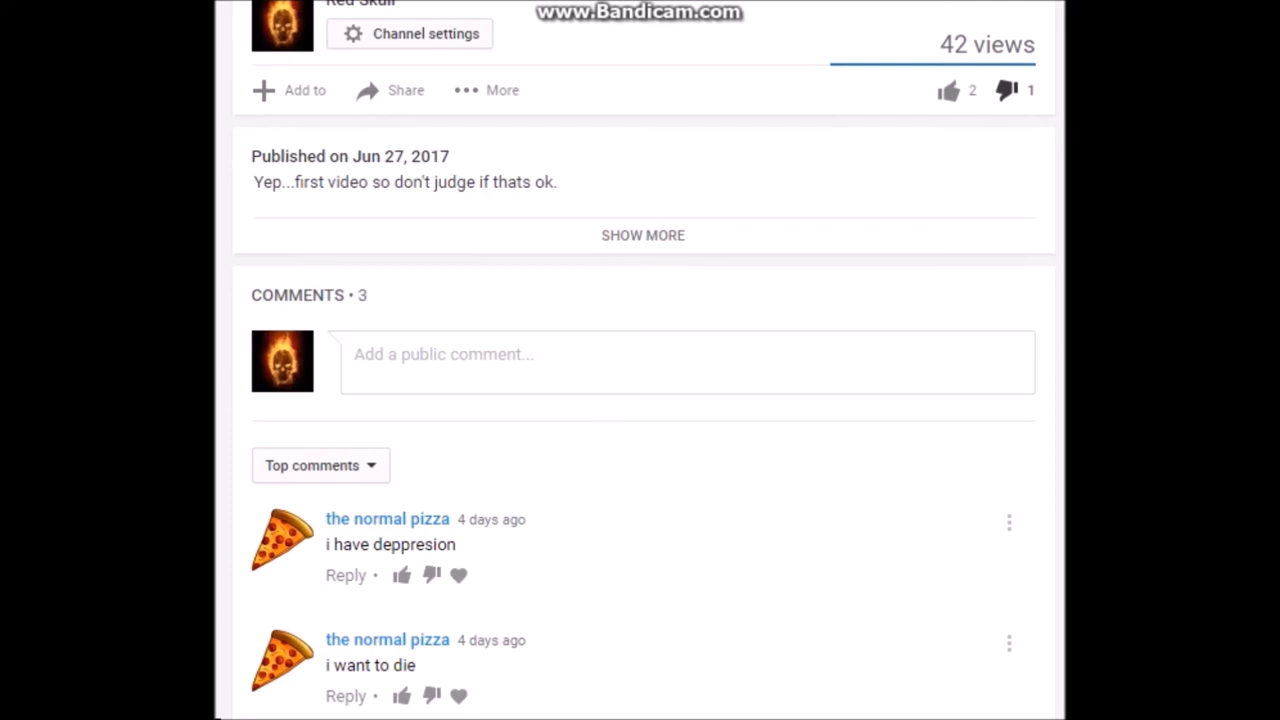 www.Bandicam.com
Red Skull
Channel settings
42 views
Add to Share More 2 1
Published on Jun 27, 2017
Yep...first video so don't judge if thats ok.
SHOW MORE
COMMENTS • 3
Add a public comment...
Top comments
the normal pizza 4 days ago
i have deppresion
Reply •
the normal pizza 4 days ago
i want to die
Reply •